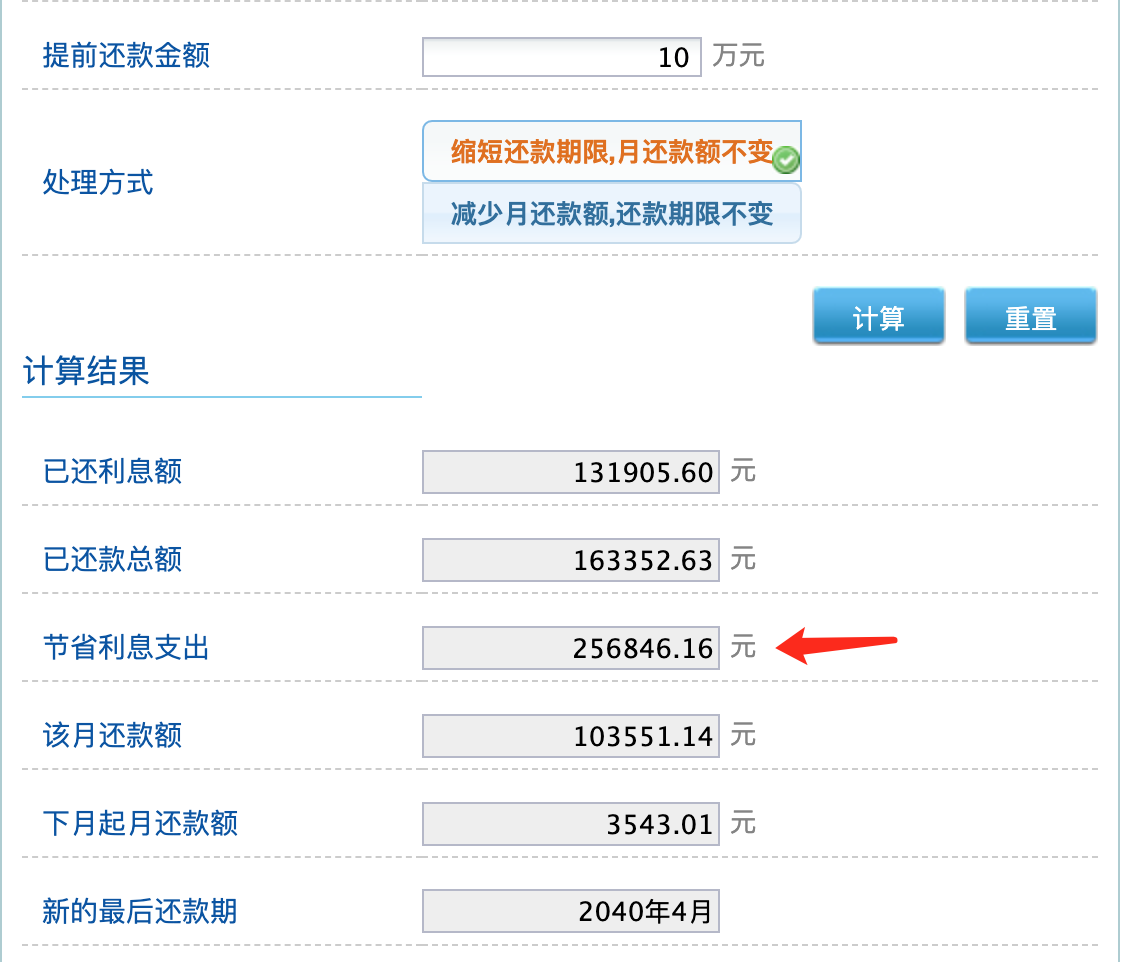 提前还款金额 10 万元
处理方式
缩短还款期限,月还款额不变
减少月还款额,还款期限不变
计算 重置
计算结果
已还利息额 131905.60 元
已还款总额 163352.63 元
节省利息支出 256846.16 元
该月还款额 103551.14 元
下月起月还款额 3543.01 元
新的最后还款期 2040年4月